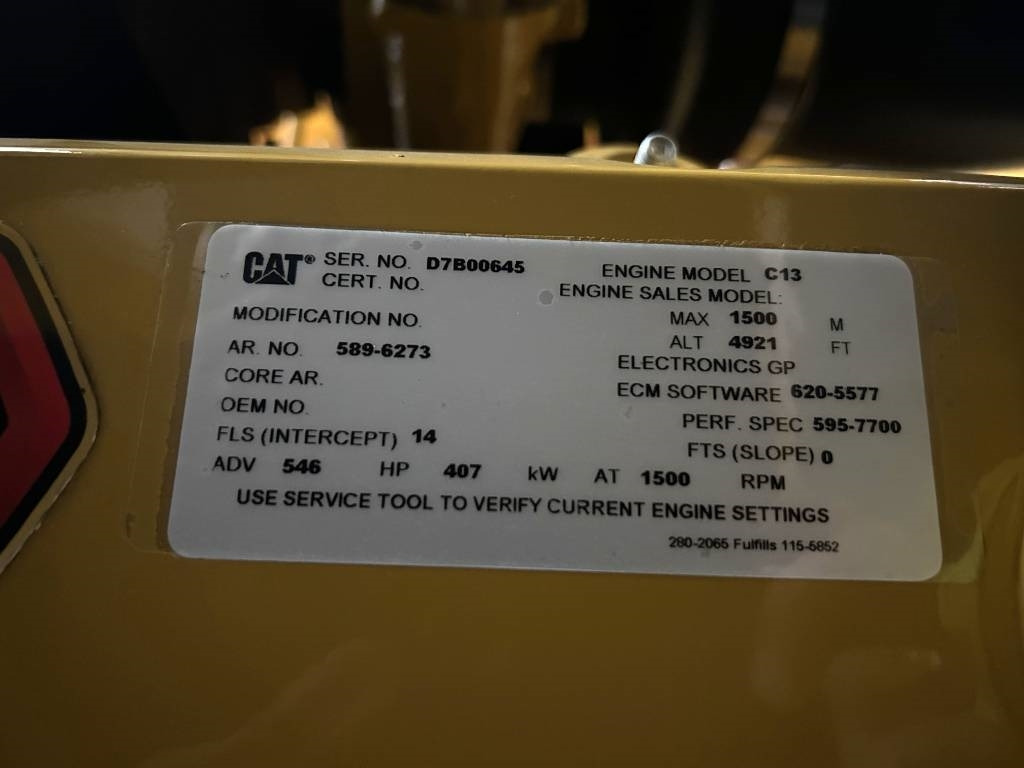 CAT® SER. NO. D7B00645 ENGINE MODEL C13
CERT. NO. ENGINE SALES MODEL:
MODIFICATION NO. MAX 1500 M
AR. NO. 589-6273 ALT 4921 FT
CORE AR. ELECTRONICS GP
OEM NO. ECM SOFTWARE 620-5577
FLS (INTERCEPT) 14 PERF. SPEC 595-7700
FTS (SLOPE) 0
ADV 546 HP 407 kW AT 1500 RPM
USE SERVICE TOOL TO VERIFY CURRENT ENGINE SETTINGS
280-2065 Fulfills 115-5852